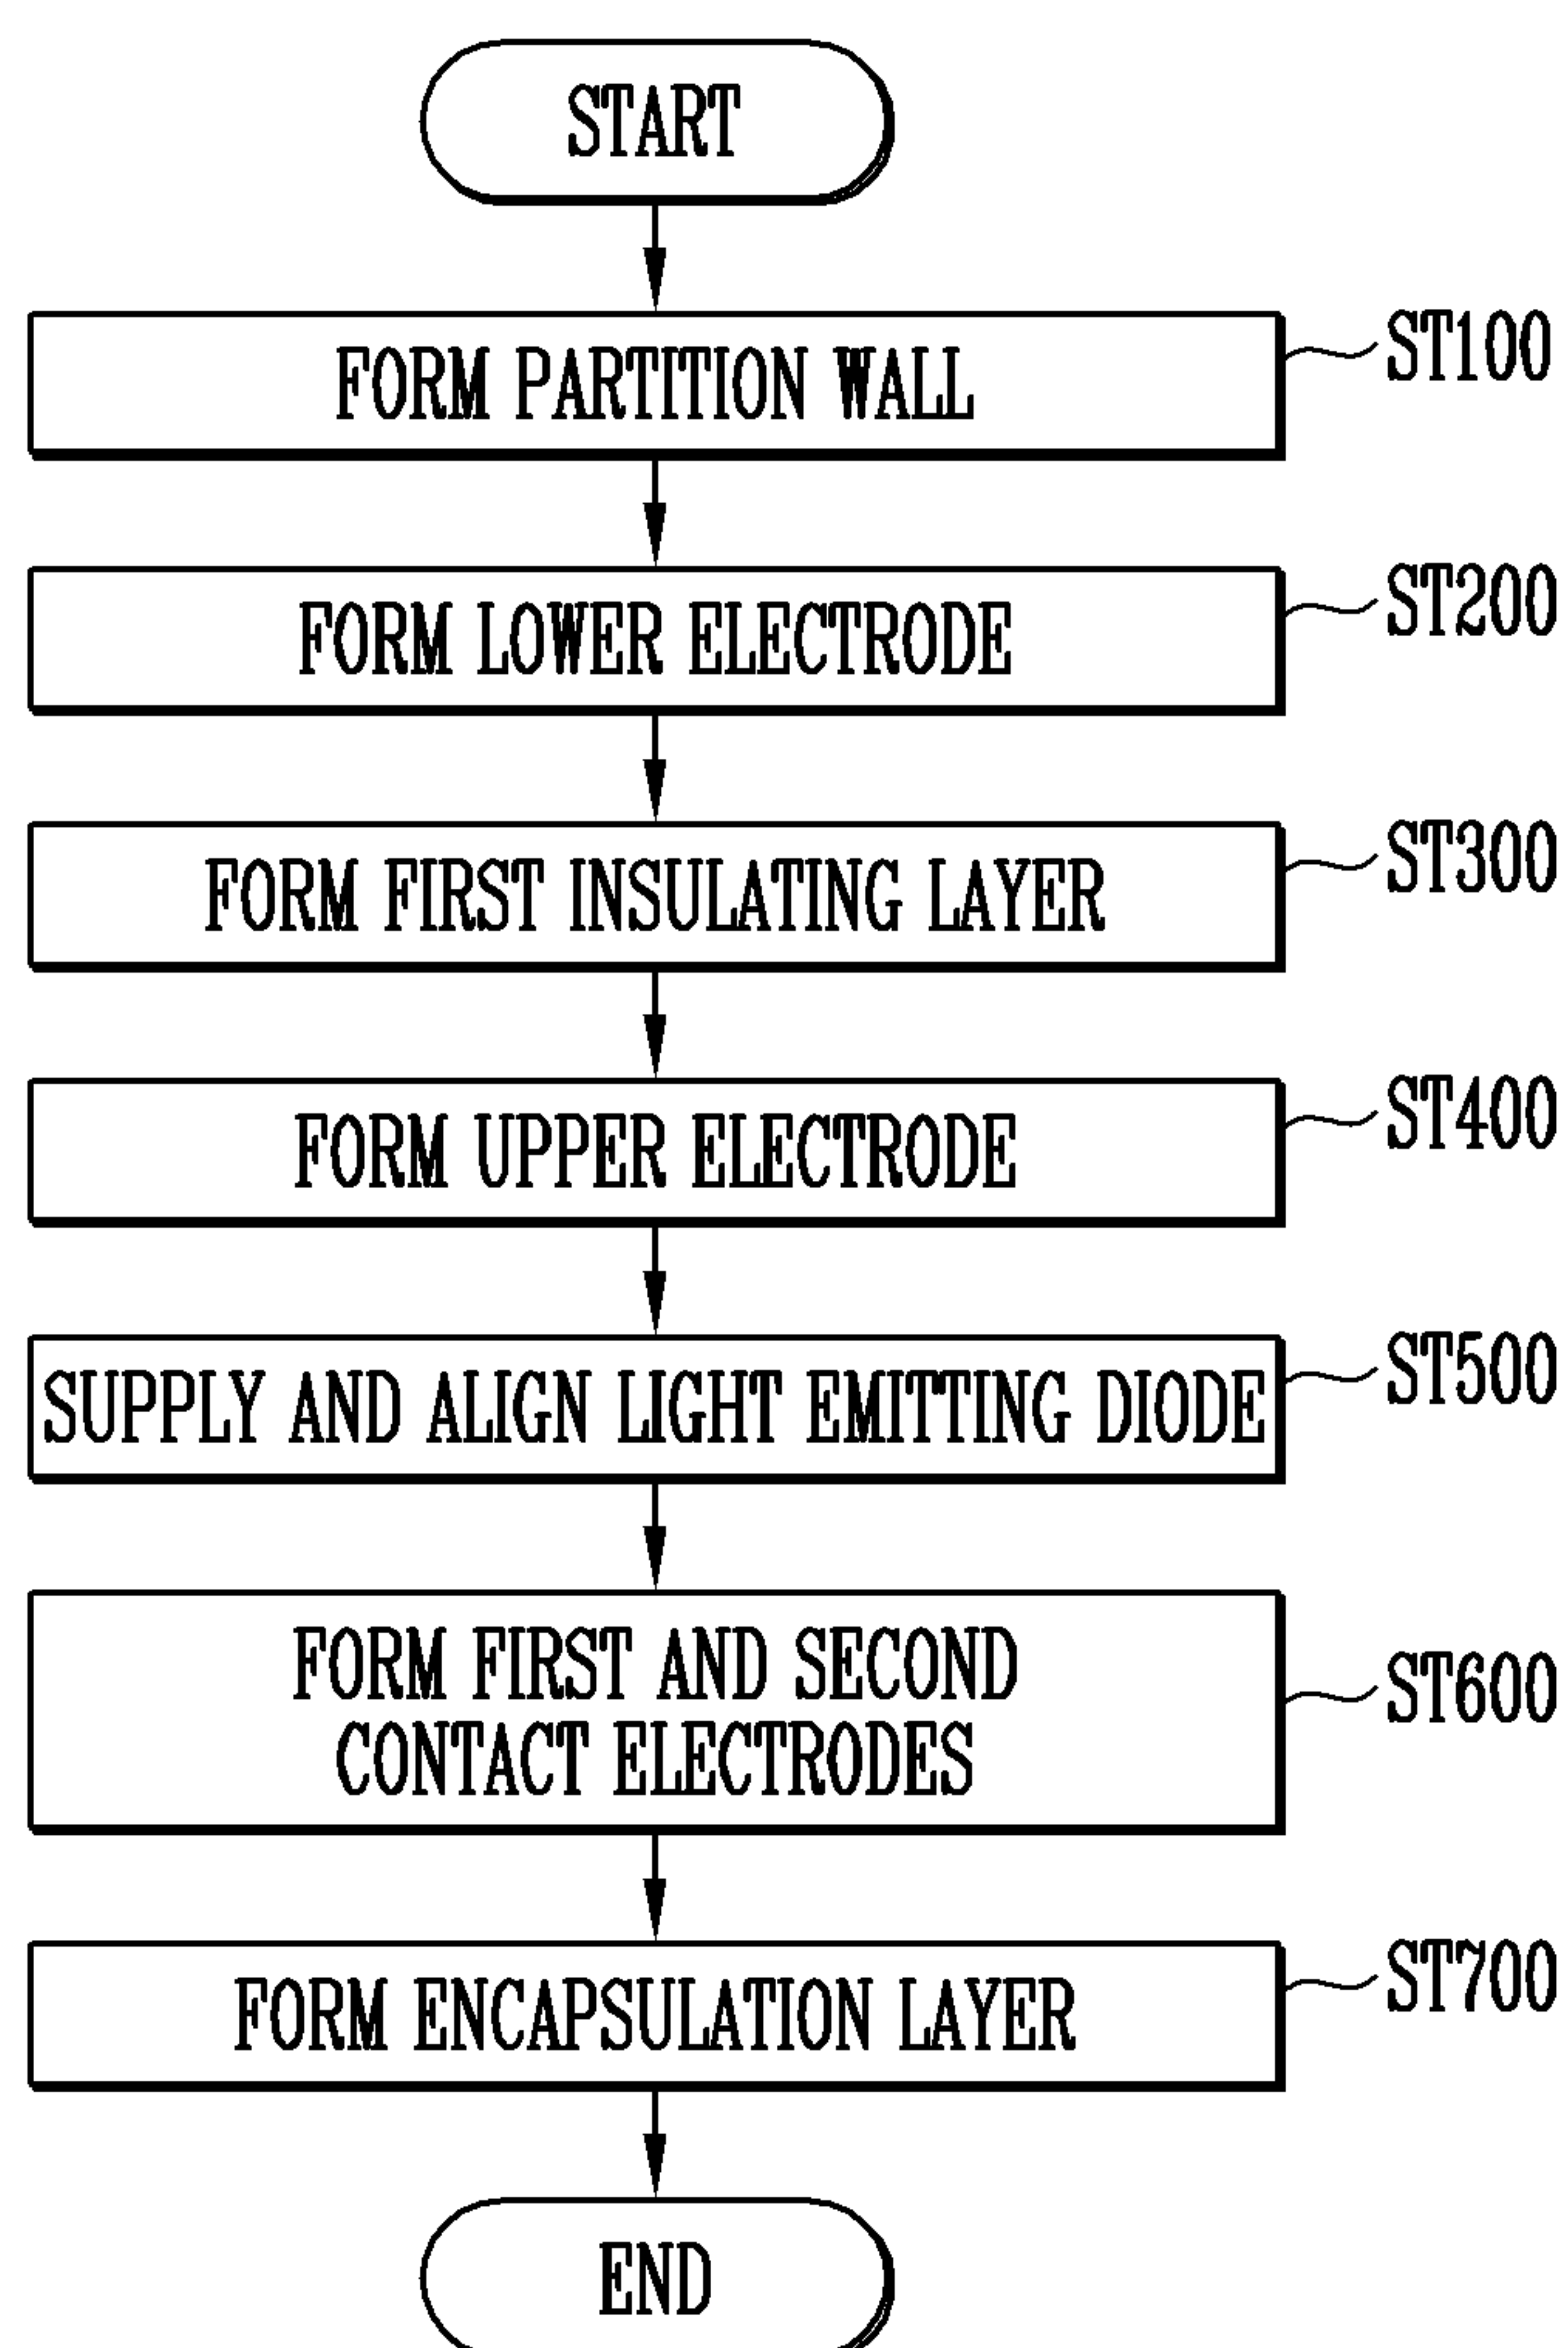 START
FORM PARTITION WALL
ST100
FORM LOWER ELECTRODE
ST200
FORM FIRST INSULATING LAYER
ST300
FORM UPPER ELECTRODE
ST400
SUPPLY AND ALIGN LIGHT EMITTING DIODE
ST500
FORM FIRST AND SECOND
CONTACT ELECTRODES
ST600
FORM ENCAPSULATION LAYER
ST700
END